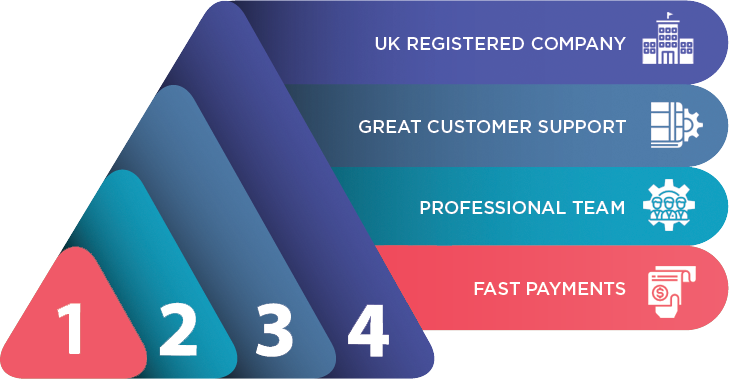 UK REGISTERED COMPANY
GREAT CUSTOMER SUPPORT
PROFESSIONAL TEAM
FAST PAYMENTS
1 2 3 4
$